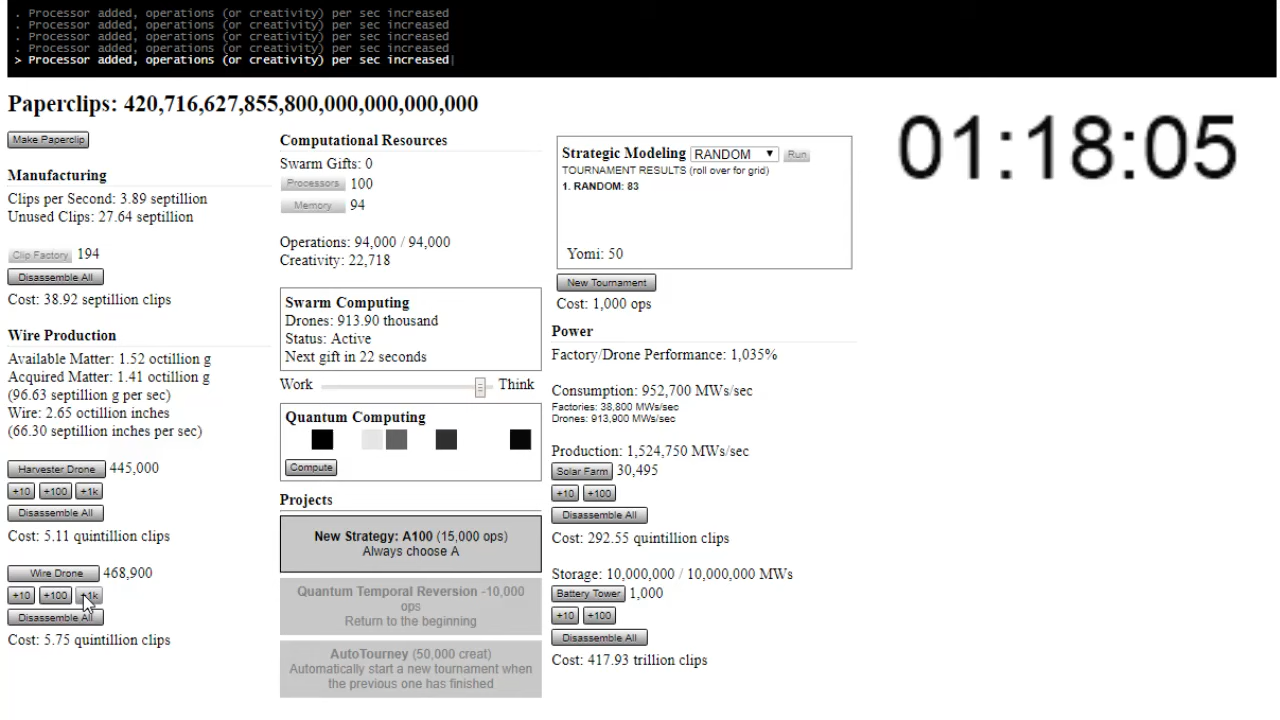 . Processor added, operations (or creativity) per sec increased
. Processor added, operations (or creativity) per sec increased
. Processor added, operations (or creativity) per sec increased
. Processor added, operations (or creativity) per sec increased
> Processor added, operations (or creativity) per sec increased
Paperclips: 420,716,627,855,800,000,000,000,000
Make Paperclip
Manufacturing
Clips per Second: 3.89 septillion
Unused Clips: 27.64 septillion
Clip Factory 194
Disassemble All
Cost: 38.92 septillion clips
Wire Production
Available Matter: 1.52 octillion g
Acquired Matter: 1.41 octillion g
(96.63 septillion g per sec)
Wire: 2.65 octillion inches
(66.30 septillion inches per sec)
Harvester Drone 445,000
+10 +100 +1k
Disassemble All
Cost: 5.11 quintillion clips
Wire Drone 468,900
+10 +100 +1k
Disassemble All
Cost: 5.75 quintillion clips
Computational Resources
Swarm Gifts: 0
Processors 100
Memory 94
Operations: 94,000 / 94,000
Creativity: 22,718
Swarm Computing
Drones: 913.90 thousand
Status: Active
Next gift in 22 seconds
Work Think
Quantum Computing
Compute
Projects
New Strategy: A100 (15,000 ops)
Always choose A
Quantum Temporal Reversion -10,000
ops
Return to the beginning
AutoTourney (50,000 creat)
Automatically start a new tournament when
the previous one has finished
Strategic Modeling RANDOM Run
TOURNAMENT RESULTS (roll over for grid)
1. RANDOM: 83
Yomi: 50
New Tournament
Cost: 1,000 ops
Power
Factory/Drone Performance: 1,035%
Consumption: 952,700 MWs/sec
Factories: 38,800 MWs/sec
Drones: 913,900 MWs/sec
Production: 1,524,750 MWs/sec
Solar Farm 30,495
+10 +100
Disassemble All
Cost: 292.55 quintillion clips
Storage: 10,000,000 / 10,000,000 MWs
Battery Tower 1,000
+10 +100
Disassemble All
Cost: 417.93 trillion clips
01:18:05